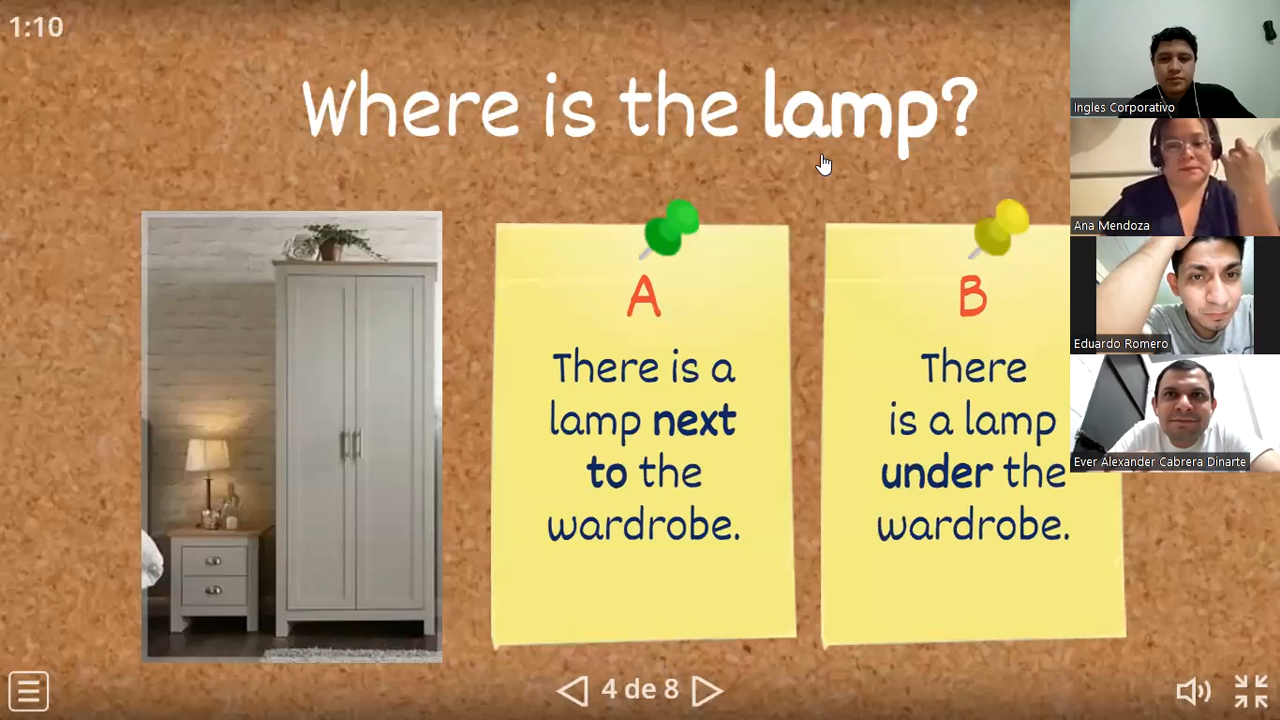 1:10
Where is the lamp?
A
There is a
lamp next
to the
wardrobe.
B
There
is a lamp
under the
wardrobe.
4 de 8
Ingles Corporativo
Ana Mendoza
Eduardo Romero
Ever Alexander Cabrera Dinarte